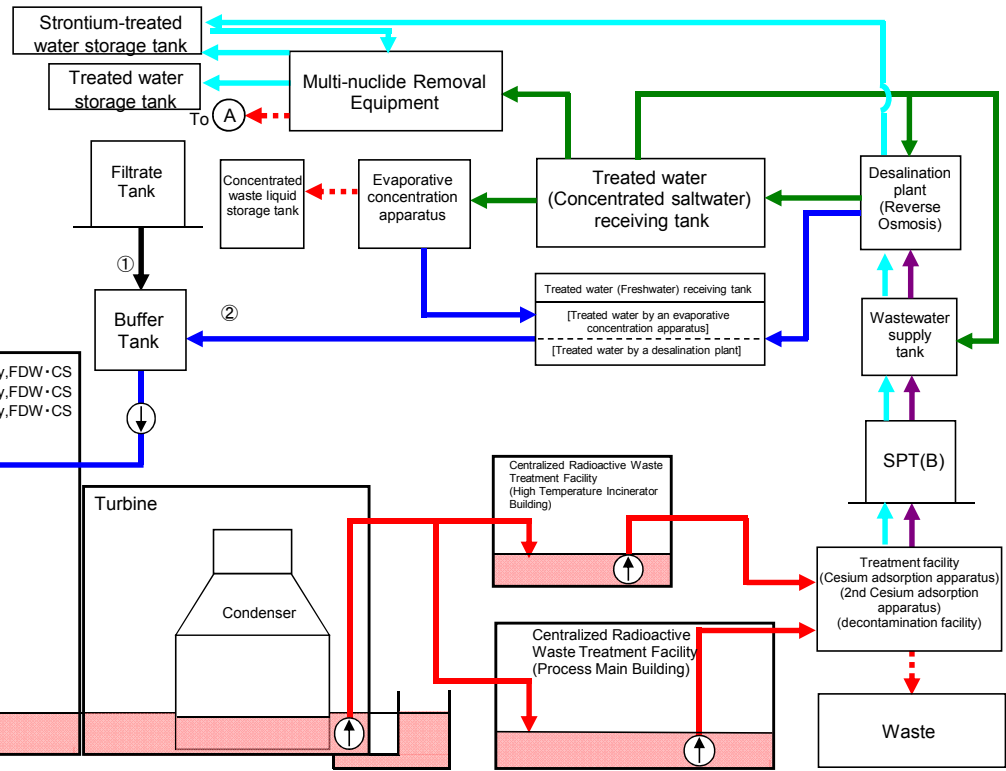 Strontium-treated
water storage tank
Treated water
storage tank
To A
Multi-nuclide Removal
Equipment
Filtrate
Tank
Concentrated
waste liquid
storage tank
Evaporative
concentration
apparatus
Treated water
(Concentrated saltwater)
receiving tank
Desalination
plant
(Reverse
Osmosis)
①
②
Buffer
Tank
Treated water (Freshwater) receiving tank
[Treated water by an evaporative
concentration apparatus]
[Treated water by a desalination plant]
Wastewater
supply
tank
y,FDW・CS
y,FDW・CS
y,FDW・CS
SPT(B)
Turbine
Condenser
Centralized Radioactive Waste
Treatment Facility
(High Temperature Incinerator
Building)
Centralized Radioactive
Waste Treatment Facility
(Process Main Building)
Treatment facility
(Cesium adsorption apparatus)
(2nd Cesium adsorption
apparatus)
(decontamination facility)
Waste